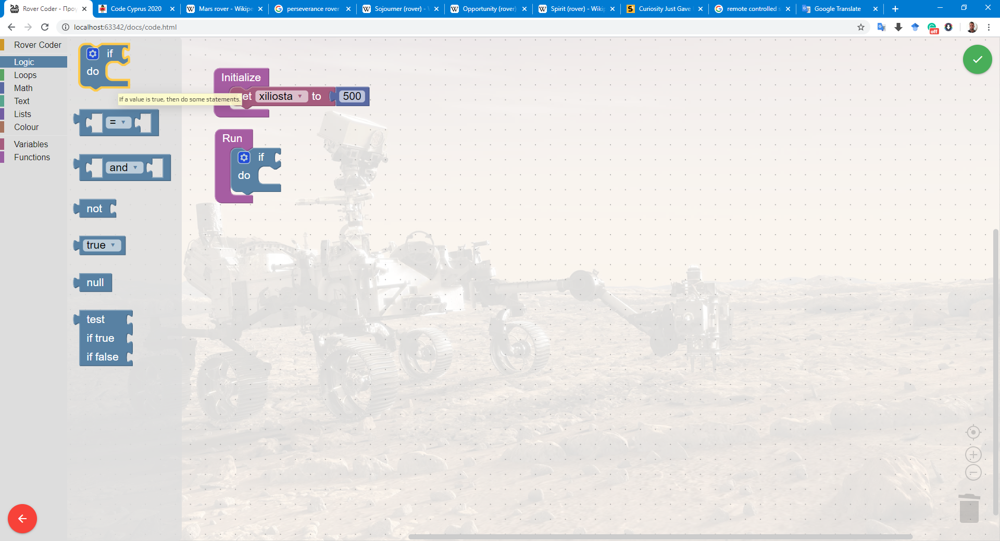 Rover Coder - Προγ
Code Cyprus 2020
Mars rover - Wikipe
perseverance rover
Sojourner (rover) -
Opportunity (rover)
Spirit (rover) - Wikip
Curiosity Just Gave
remote controlled s
Google Translate
localhost:63342/docs/code.html
off
Rover Coder
Logic
Loops
Math
Text
Lists
Colour
Variables
Functions
if
do
If a value is true, then do some statements.
=
and
not
true
null
test
if true
if false
Initialize
et xiliosta to 500
Run
if
do